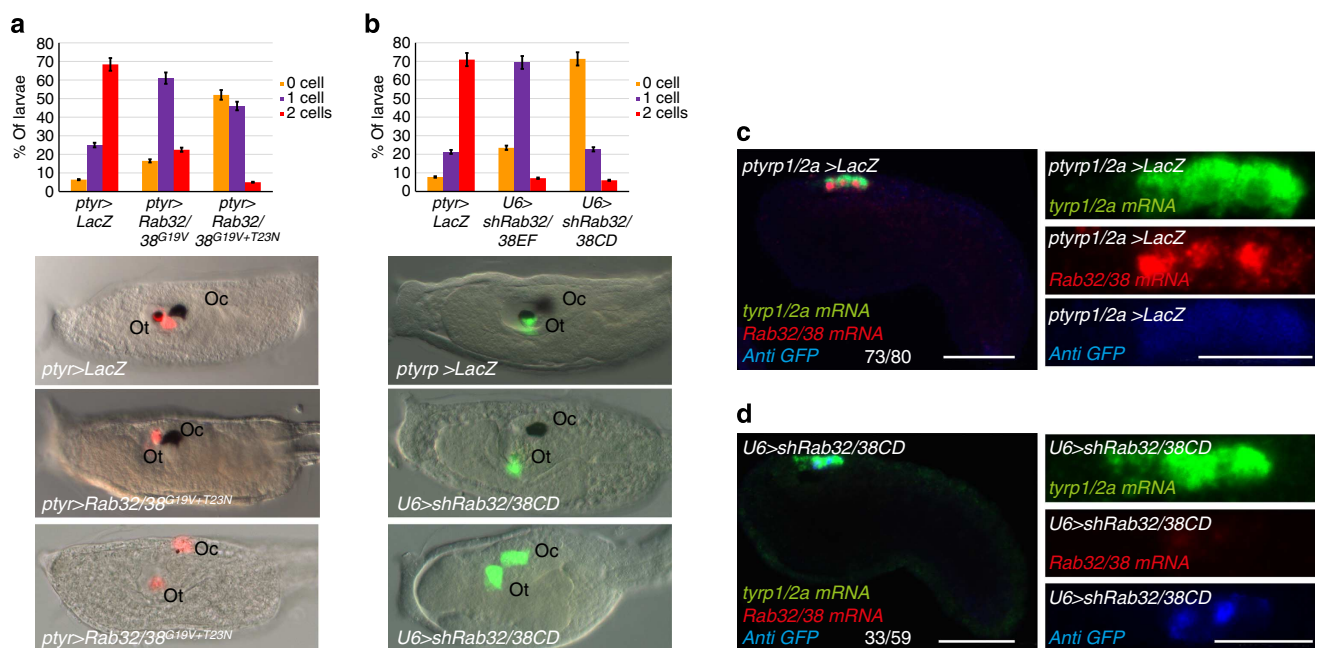 a
80
70
60
50
40
30
20
10
0
% Of larvae
0 cell
1 cell
2 cells
ptyr>
LacZ
ptyr>
Rab32/
38G19V
ptyr>
Rab32/
38G19V+T23N
Oc
Ot
ptyr>LacZ
Oc
Ot
ptyr>Rab32/38G19V+T23N
Oc
Ot
ptyr>Rab32/38G19V+T23N
b
80
70
60
50
40
30
20
10
0
% Of larvae
0 cell
1 cell
2 cells
ptyr>
LacZ
U6>
shRab32/
38EF
U6>
shRab32/
38CD
Oc
Ot
ptyrp >LacZ
Oc
Ot
U6>shRab32/38CD
Oc
Ot
U6>shRab32/38CD
c
ptyrp1/2a >LacZ
tyrp1/2a mRNA
Rab32/38 mRNA
Anti GFP 73/80
ptyrp1/2a >LacZ
tyrp1/2a mRNA
ptyrp1/2a >LacZ
Rab32/38 mRNA
ptyrp1/2a >LacZ
Anti GFP
d
U6>shRab32/38CD
tyrp1/2a mRNA
Rab32/38 mRNA
Anti GFP 33/59
U6>shRab32/38CD
tyrp1/2a mRNA
U6>shRab32/38CD
Rab32/38 mRNA
U6>shRab32/38CD
Anti GFP